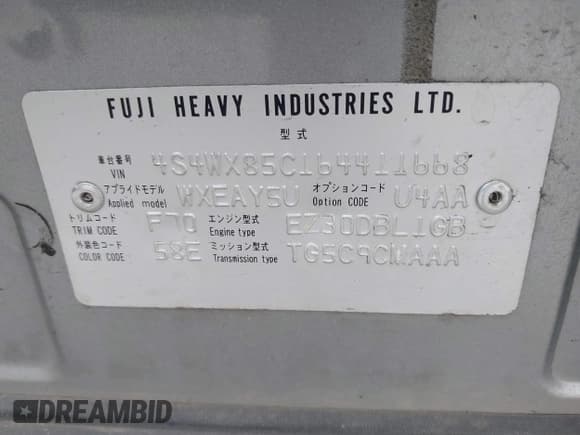 FUJI HEAVY INDUSTRIES LTD.
型式
車台番号 VIN 4S4WX85C164411668
アプライドモデル Applied model WXEAY5U オプションコード Option CODE U4AA
トリムコード TRIM CODE F70 エンジン型式 Engine type EZ30DBL1GB
外装色コード COLOR CODE 58E ミッション型式 Transmission type TG5C9CMAAA
DREAMBID